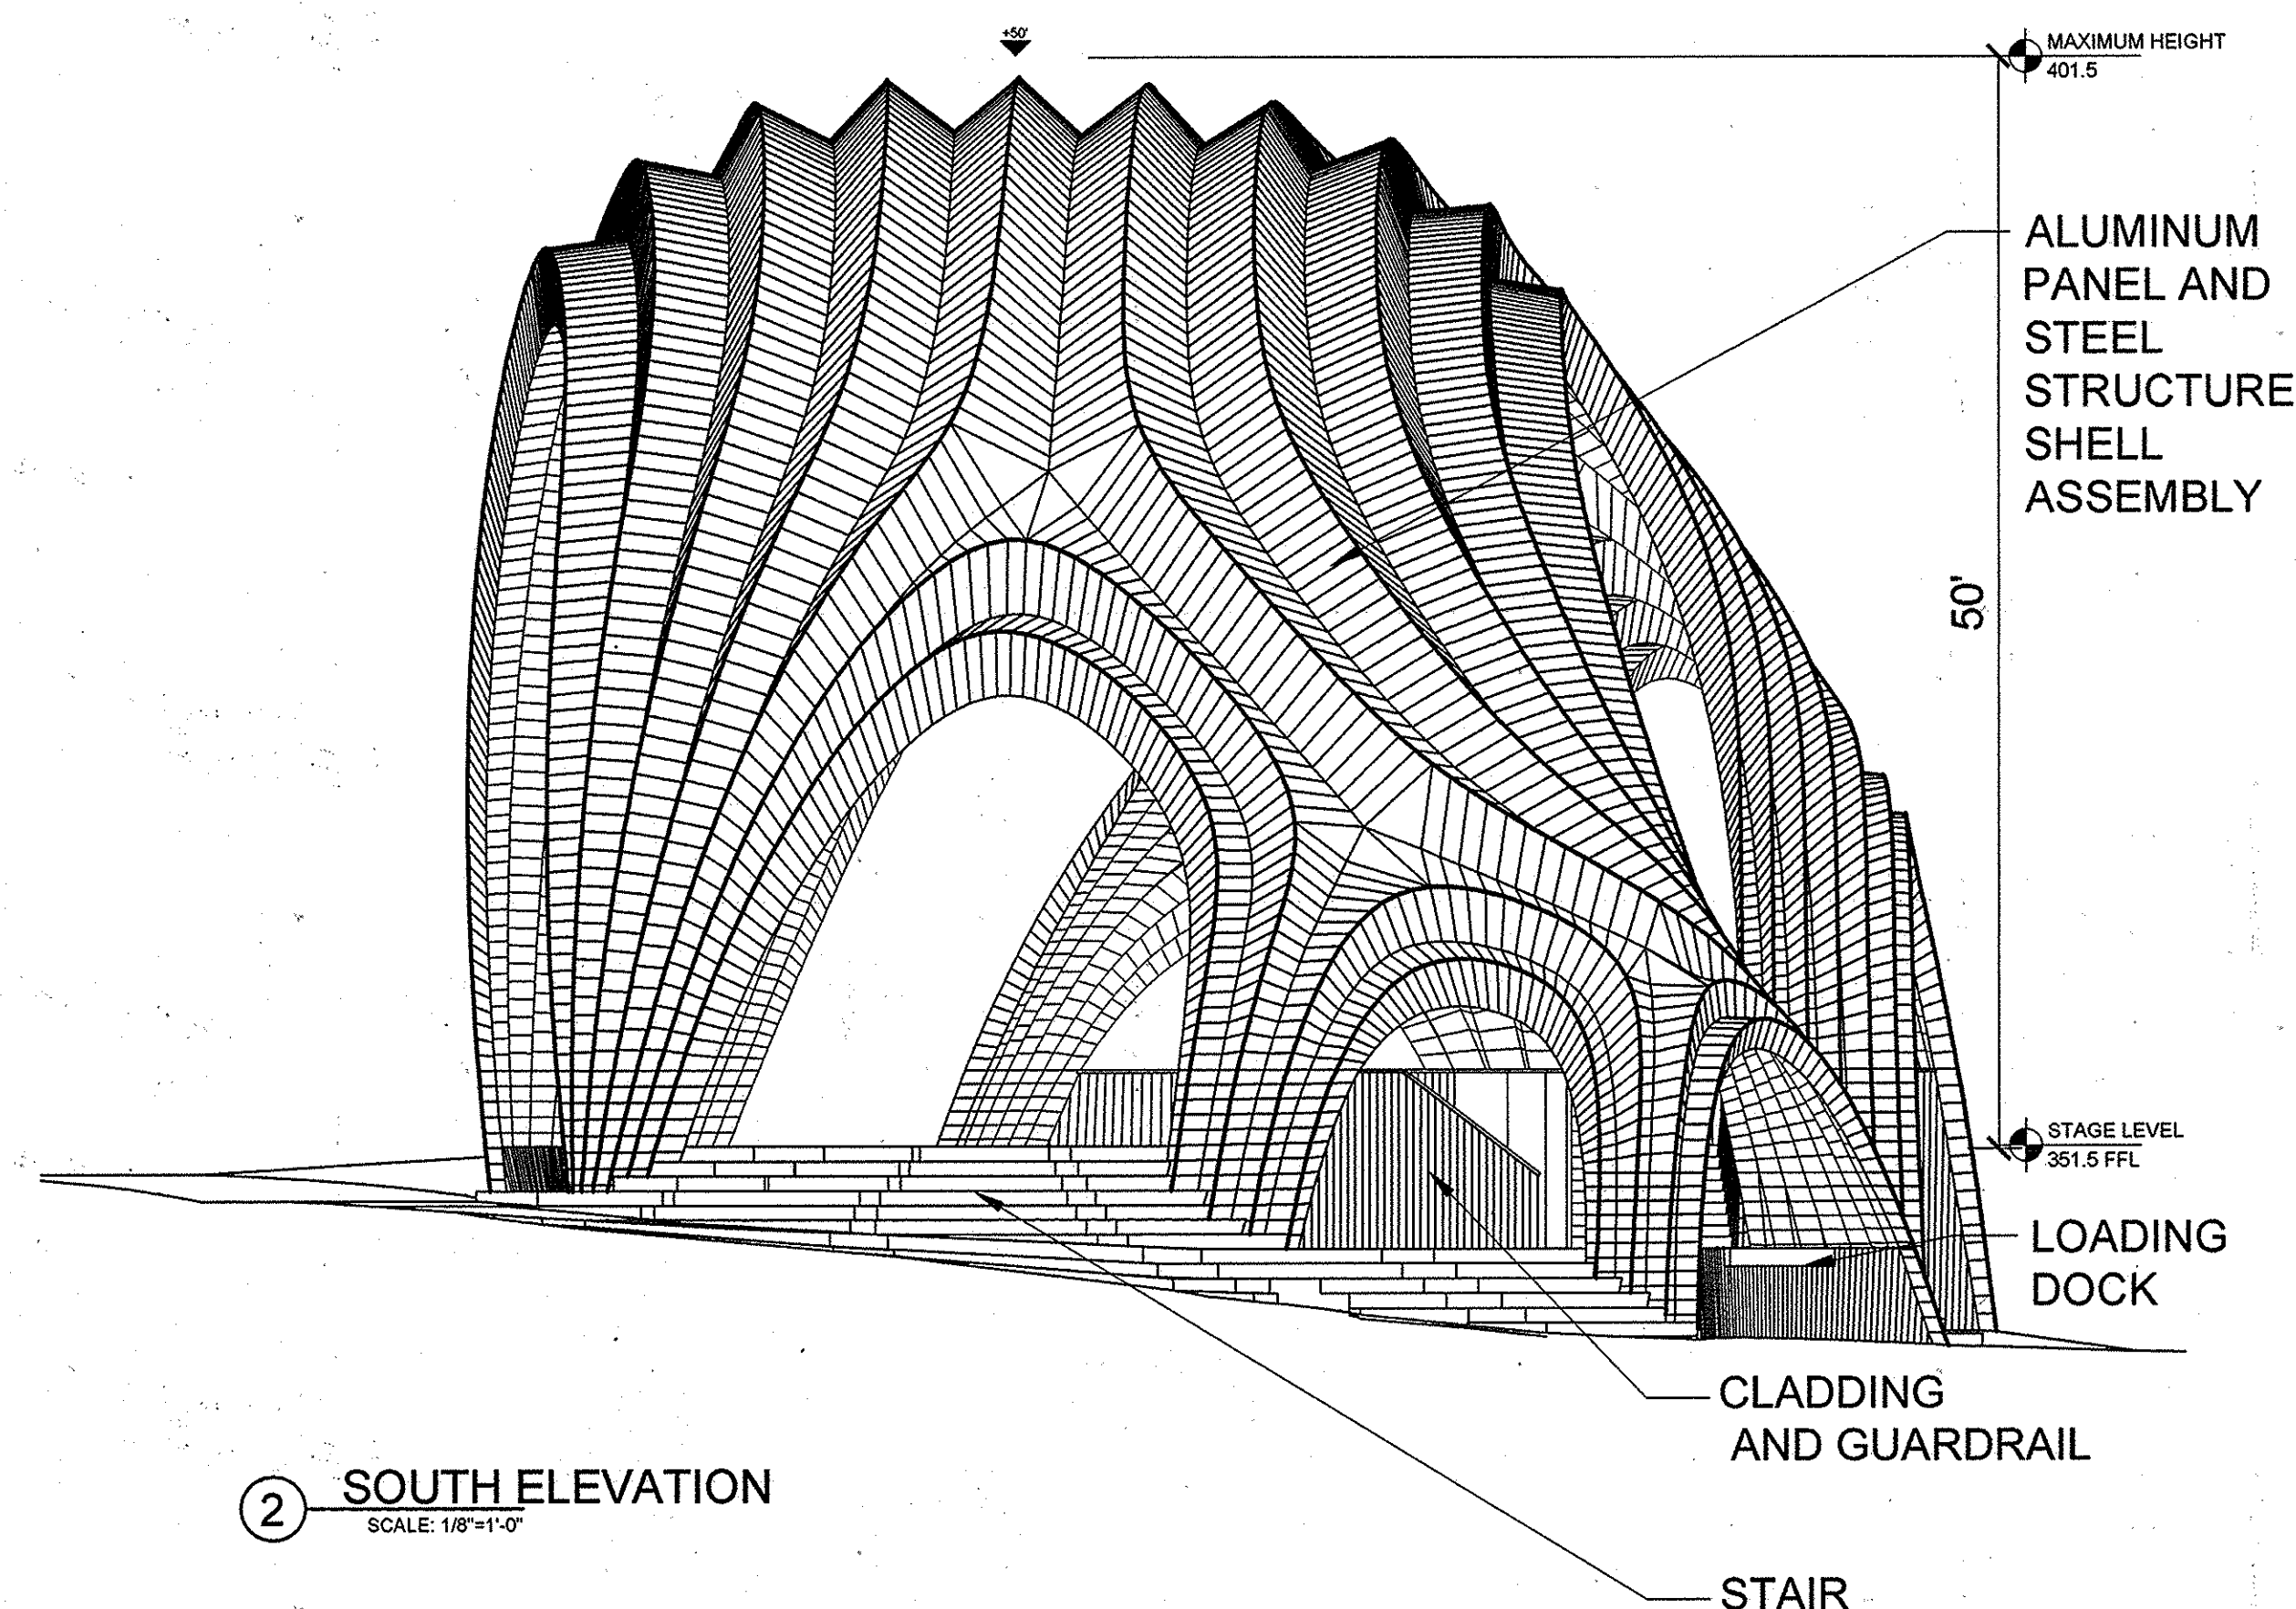 +50'
MAXIMUM HEIGHT
401.5
ALUMINUM
PANEL AND
STEEL
STRUCTURE
SHELL
ASSEMBLY
50'
STAGE LEVEL
351.5 FFL
LOADING
DOCK
CLADDING
AND GUARDRAIL
2
SOUTH ELEVATION
SCALE: 1/8"=1'-0"
STAIR